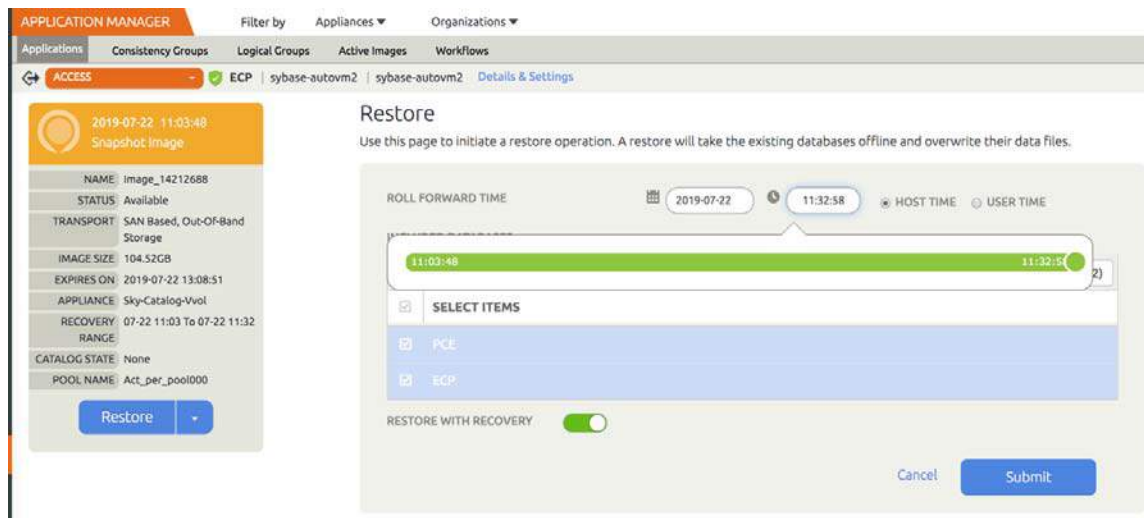 APPLICATION MANAGER Filter by Appliances ▼ Organizations ▼
Applications Consistency Groups Logical Groups Active Images Workflows
ACCESS ECP | sybase-autovm2 | sybase-autovm2 Details & Settings
2019-07-22 11:03:48
Snapshot Image
NAME Image_14212688
STATUS Available
TRANSPORT SAN Based, Out-Of-Band
Storage
IMAGE SIZE 104.52GB
EXPIRES ON 2019-07-22 13:08:51
APPLIANCE Sky-Catalog-Vvol
RECOVERY 07-22 11:03 To 07-22 11:32
RANGE
CATALOG STATE None
POOL NAME Act_per_pool000
Restore
Restore
Use this page to initiate a restore operation. A restore will take the existing databases offline and overwrite their data files.
ROLL FORWARD TIME 2019-07-22 11:32:58 HOST TIME USER TIME
11:03:48 11:32:58
2)
SELECT ITEMS
PCE
ECP
RESTORE WITH RECOVERY
Cancel Submit